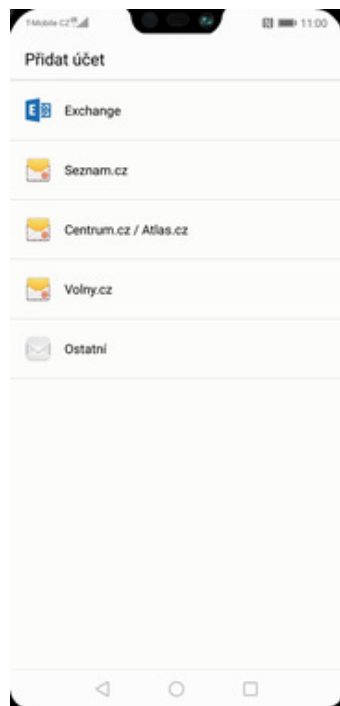 T-Mobile CZ 11:00
Přidat účet
Exchange
Seznam.cz
Centrum.cz / Atlas.cz
Volny.cz
Ostatní